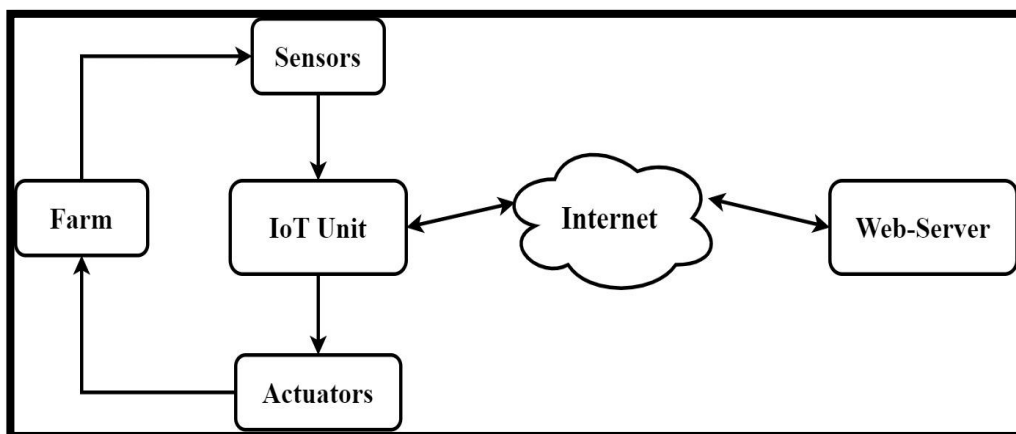 Sensors
Farm
IoT Unit
Internet
Web-Server
Actuators